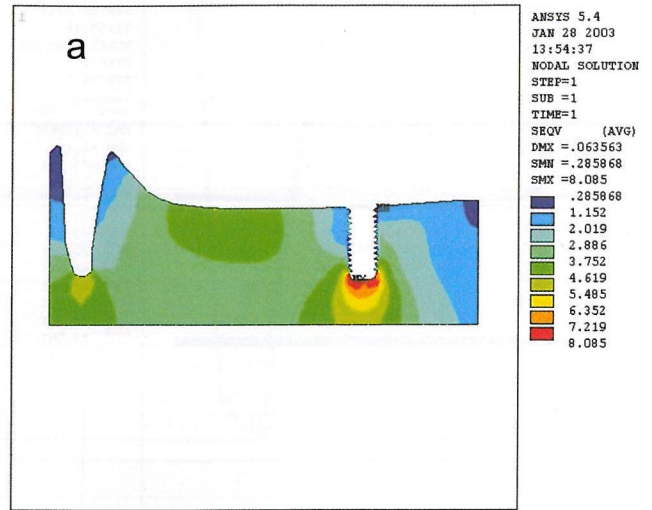 1
a
ANSYS 5.4
JAN 28 2003
13:54:37
NODAL SOLUTION
STEP=1
SUB =1
TIME=1
SEQV (AVG)
DMX =.063563
SMN =.285868
SMX =8.085
.285868
1.152
2.019
2.886
3.752
4.619
5.485
6.352
7.219
8.085